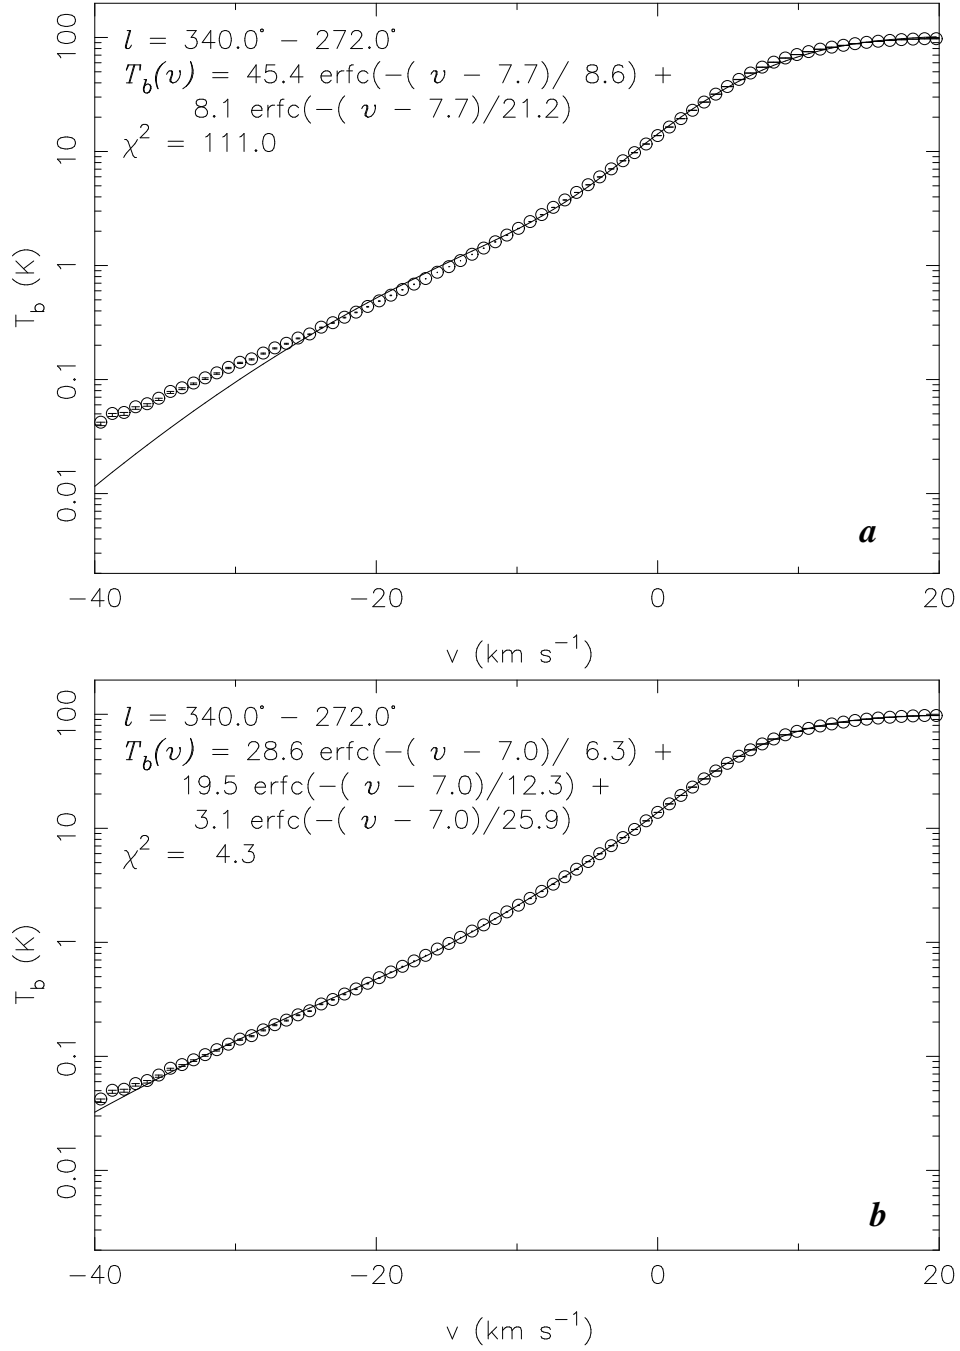 l = 340.0° − 272.0°
T_b(v) = 45.4 erfc(−( v − 7.7)/ 8.6) +
8.1 erfc(−( v − 7.7)/21.2)
χ² = 111.0
100
10
1
0.1
0.01
T_b (K)
a
−40 −20 0 20
v (km s⁻¹)
l = 340.0° − 272.0°
T_b(v) = 28.6 erfc(−( v − 7.0)/ 6.3) +
19.5 erfc(−( v − 7.0)/12.3) +
3.1 erfc(−( v − 7.0)/25.9)
χ² = 4.3
100
10
1
0.1
0.01
T_b (K)
b
−40 −20 0 20
v (km s⁻¹)